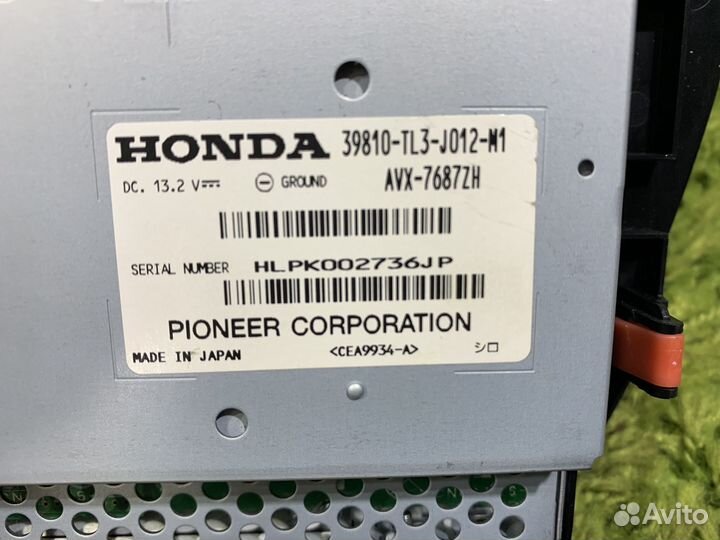 HONDA 39810-TL3-J012-M1
DC. 13.2 V GROUND AVX-7687ZH
SERIAL NUMBER HLPK002736JP
PIONEER CORPORATION
MADE IN JAPAN <CEA9934-A> シロ
Avito